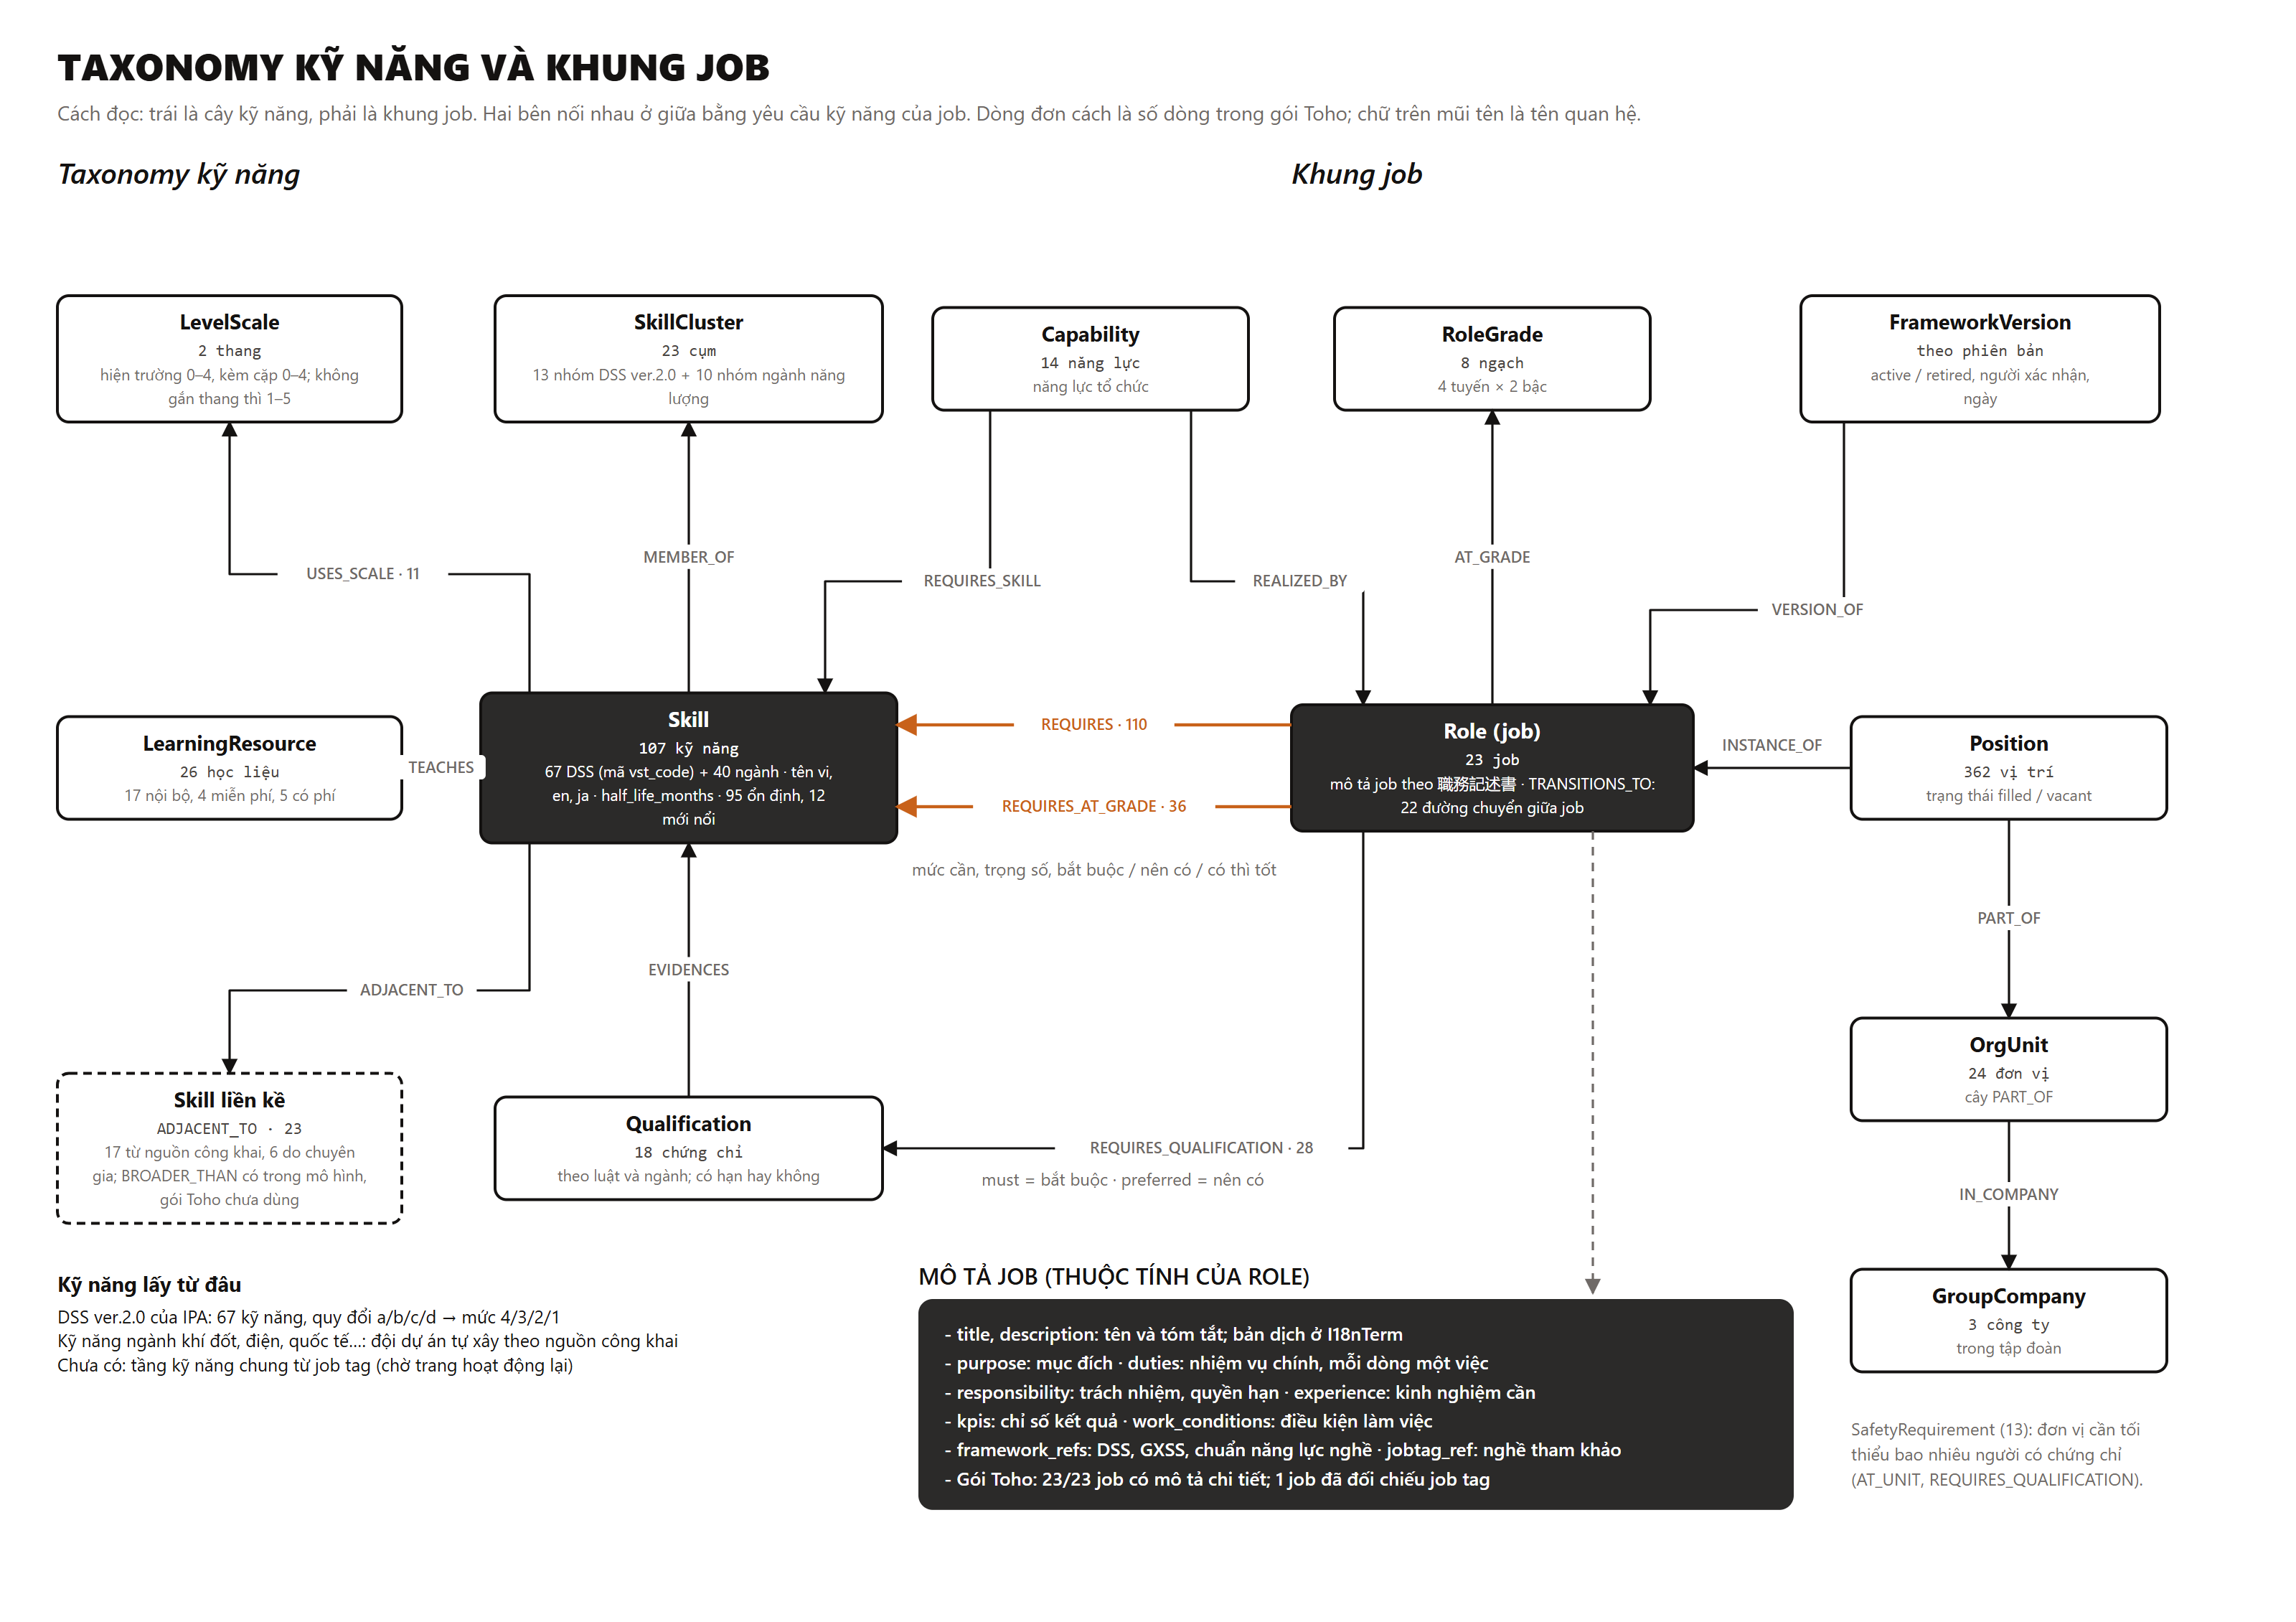 TAXONOMY KỸ NĂNG VÀ KHUNG JOB
Cách đọc: trái là cây kỹ năng, phải là khung job. Hai bên nối nhau ở giữa bằng yêu cầu kỹ năng của job. Dòng đơn cách là số dòng trong gói Toho; chữ trên mũi tên là tên quan hệ.
Taxonomy kỹ năng
Khung job
LevelScale
2 thang
hiện trường 0–4, kèm cặp 0–4; không
gắn thang thì 1–5
SkillCluster
23 cụm
13 nhóm DSS ver.2.0 + 10 nhóm ngành năng
lượng
Capability
14 năng lực
năng lực tổ chức
RoleGrade
8 ngạch
4 tuyến × 2 bậc
FrameworkVersion
theo phiên bản
active / retired, người xác nhận,
ngày
USES_SCALE · 11
MEMBER_OF
REQUIRES_SKILL
REALIZED_BY
AT_GRADE
VERSION_OF
LearningResource
26 học liệu
17 nội bộ, 4 miễn phí, 5 có phí
TEACHES
Skill
107 kỹ năng
67 DSS (mã vst_code) + 40 ngành · tên vi,
en, ja · half_life_months · 95 ổn định, 12
mới nổi
REQUIRES · 110
REQUIRES_AT_GRADE · 36
mức cần, trọng số, bắt buộc / nên có / có thì tốt
Role (job)
23 job
mô tả job theo 職務記述書 · TRANSITIONS_TO:
22 đường chuyển giữa job
INSTANCE_OF
Position
362 vị trí
trạng thái filled / vacant
PART_OF
ADJACENT_TO
EVIDENCES
OrgUnit
24 đơn vị
cây PART_OF
Skill liền kề
ADJACENT_TO · 23
17 từ nguồn công khai, 6 do chuyên
gia; BROADER_THAN có trong mô hình,
gói Toho chưa dùng
Qualification
18 chứng chỉ
theo luật và ngành; có hạn hay không
REQUIRES_QUALIFICATION · 28
must = bắt buộc · preferred = nên có
IN_COMPANY
GroupCompany
3 công ty
trong tập đoàn
Kỹ năng lấy từ đâu
DSS ver.2.0 của IPA: 67 kỹ năng, quy đổi a/b/c/d → mức 4/3/2/1
Kỹ năng ngành khí đốt, điện, quốc tế...: đội dự án tự xây theo nguồn công khai
Chưa có: tầng kỹ năng chung từ job tag (chờ trang hoạt động lại)
MÔ TẢ JOB (THUỘC TÍNH CỦA ROLE)
- title, description: tên và tóm tắt; bản dịch ở I18nTerm
- purpose: mục đích · duties: nhiệm vụ chính, mỗi dòng một việc
- responsibility: trách nhiệm, quyền hạn · experience: kinh nghiệm cần
- kpis: chỉ số kết quả · work_conditions: điều kiện làm việc
- framework_refs: DSS, GXSS, chuẩn năng lực nghề · jobtag_ref: nghề tham khảo
- Gói Toho: 23/23 job có mô tả chi tiết; 1 job đã đối chiếu job tag
SafetyRequirement (13): đơn vị cần tối
thiểu bao nhiêu người có chứng chỉ
(AT_UNIT, REQUIRES_QUALIFICATION).